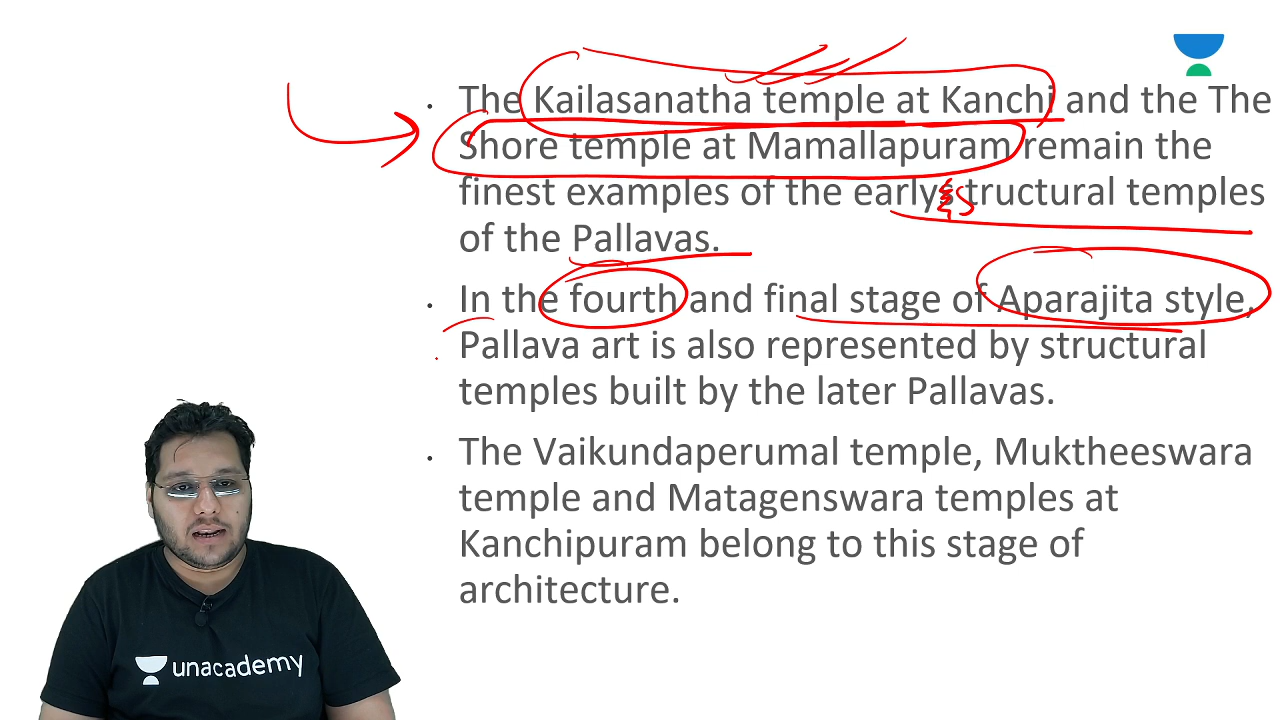 The Kailasanatha temple at Kanchi and the The
Shore temple at Mamallapuram remain the
finest examples of the earlys tructural temples
of the Pallavas.
In the fourth and final stage of Aparajita style,
Pallava art is also represented by structural
temples built by the later Pallavas.
The Vaikundaperumal temple, Muktheeswara
temple and Matagenswara temples at
Kanchipuram belong to this stage of
architecture.
unacademy